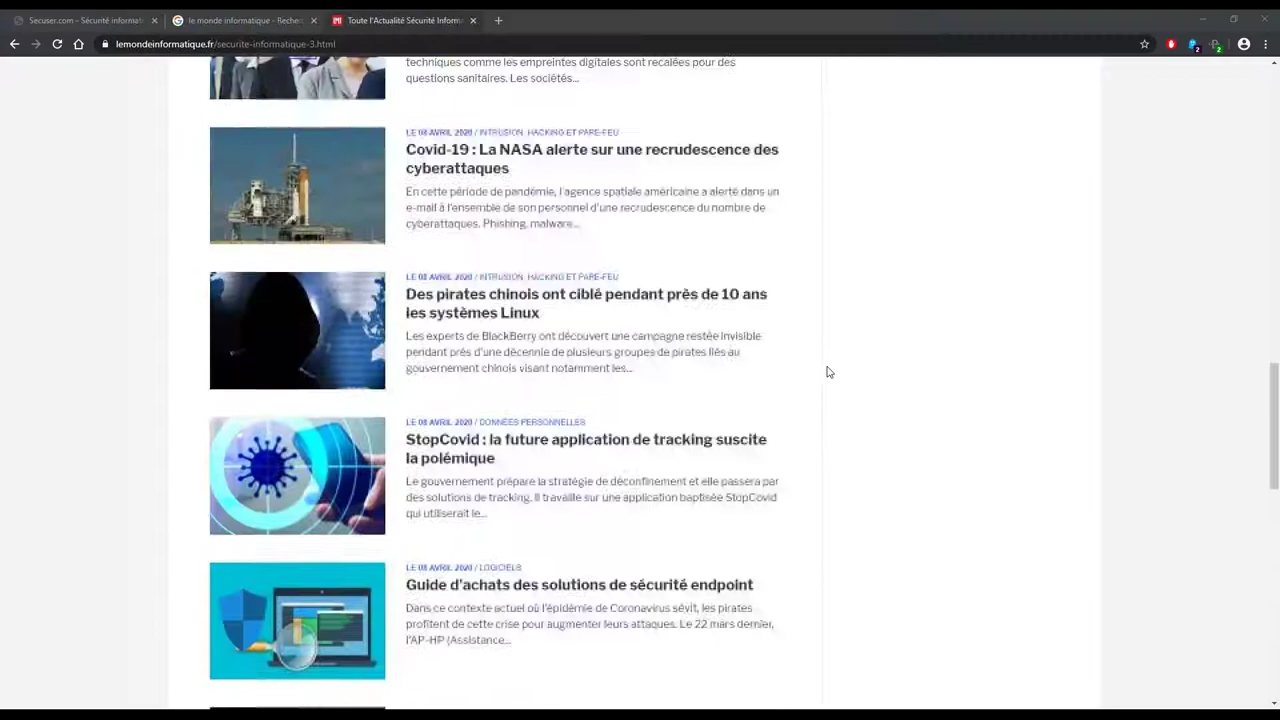 Secuser.com - Sécurité informati
le monde informatique - Recher
Toute l'Actualité Sécurité Inform
lemondeinformatique.fr/securite-informatique-3.html
techniques comme les empreintes digitales sont recalées pour des
questions sanitaires. Les sociétés...
LE 08 AVRIL 2020 / INTRUSION, HACKING ET PARE-FEU
Covid-19 : La NASA alerte sur une recrudescence des
cyberattaques
En cette période de pandémie, l'agence spatiale américaine a alerté dans un
e-mail à l'ensemble de son personnel d'une recrudescence du nombre de
cyberattaques. Phishing, malware...
LE 08 AVRIL 2020 / INTRUSION, HACKING ET PARE-FEU
Des pirates chinois ont ciblé pendant près de 10 ans
les systèmes Linux
Les experts de BlackBerry ont découvert une campagne restée invisible
pendant près d'une décennie de plusieurs groupes de pirates liés au
gouvernement chinois visant notamment les...
LE 08 AVRIL 2020 / DONNÉES PERSONNELLES
StopCovid : la future application de tracking suscite
la polémique
Le gouvernement prépare la stratégie de déconfinement et elle passera par
des solutions de tracking. Il travaille sur une application baptisée StopCovid
qui utiliserait le...
LE 08 AVRIL 2020 / LOGICIELS
Guide d'achats des solutions de sécurité endpoint
Dans ce contexte actuel où l'épidémie de Coronavirus sévit, les pirates
profitent de cette crise pour augmenter leurs attaques. Le 22 mars dernier,
l'AP-HP (Assistance...